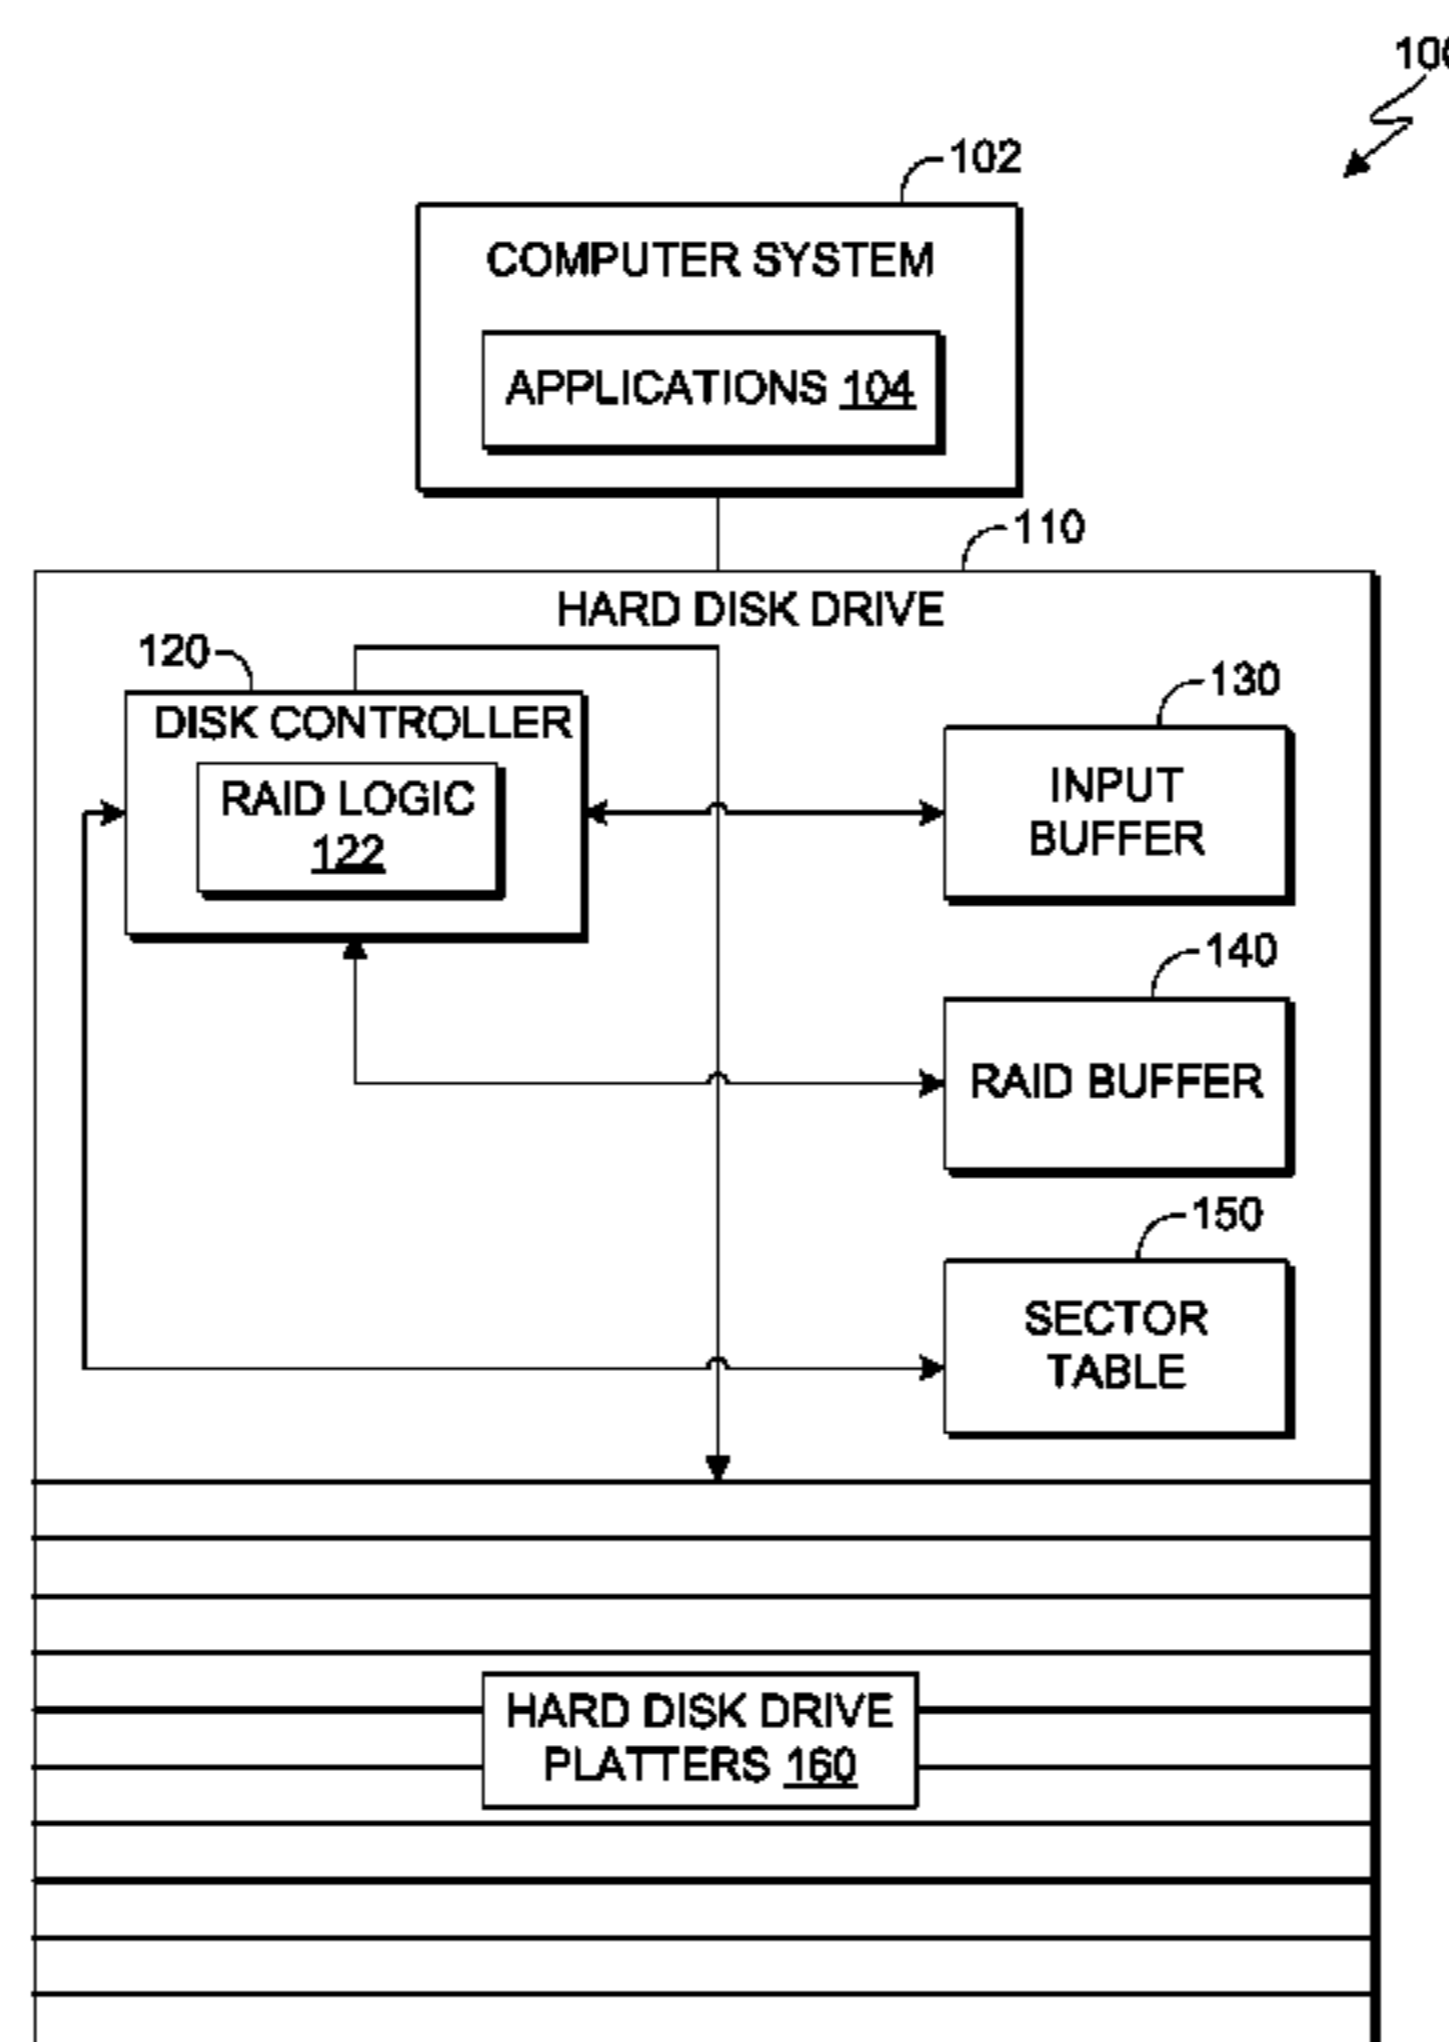 100
102
COMPUTER SYSTEM
APPLICATIONS 104
110
HARD DISK DRIVE
120
DISK CONTROLLER
RAID LOGIC
122
130
INPUT
BUFFER
140
RAID BUFFER
150
SECTOR
TABLE
HARD DISK DRIVE
PLATTERS 160